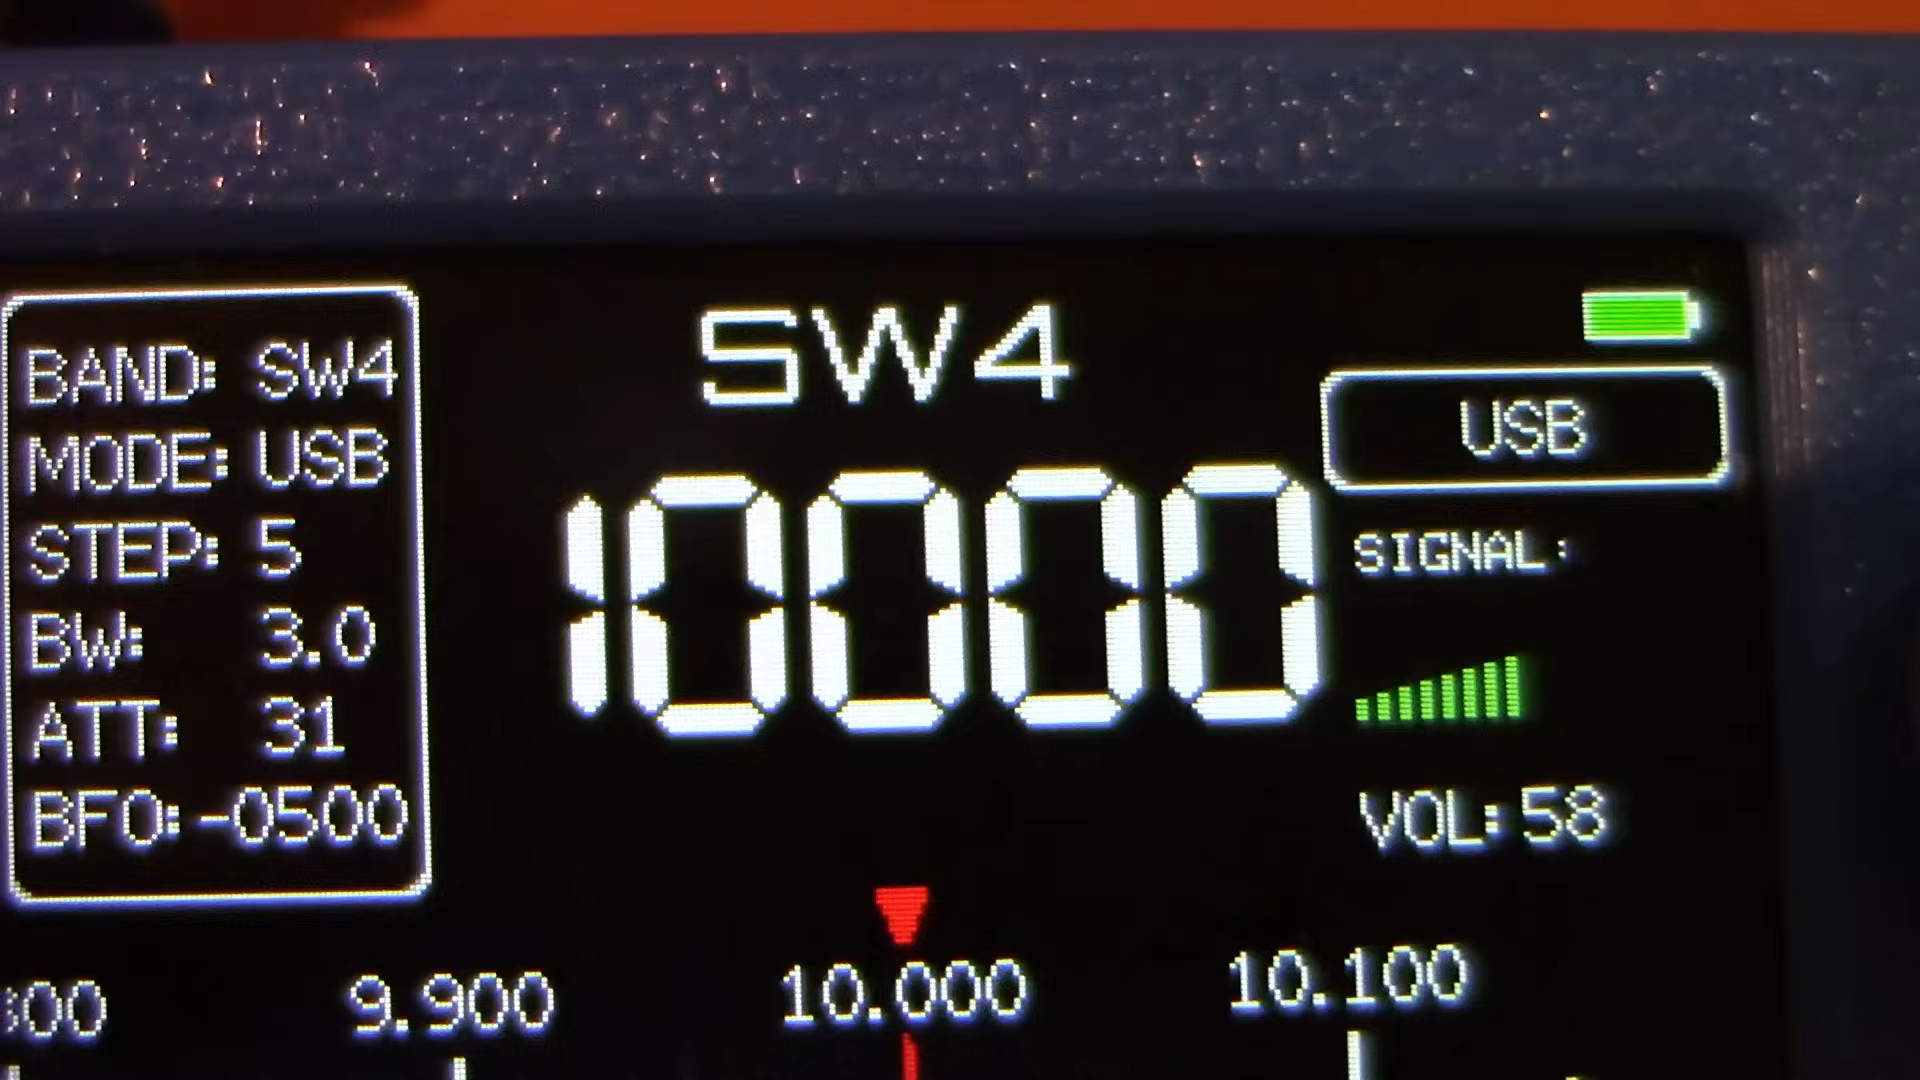 SW4
BAND: SW4
MODE: USB
STEP: 5
BW: 3.0
ATT: 31
BFO: -0500
10000
USB
SIGNAL:
VOL: 58
9.900
10.000
10.100